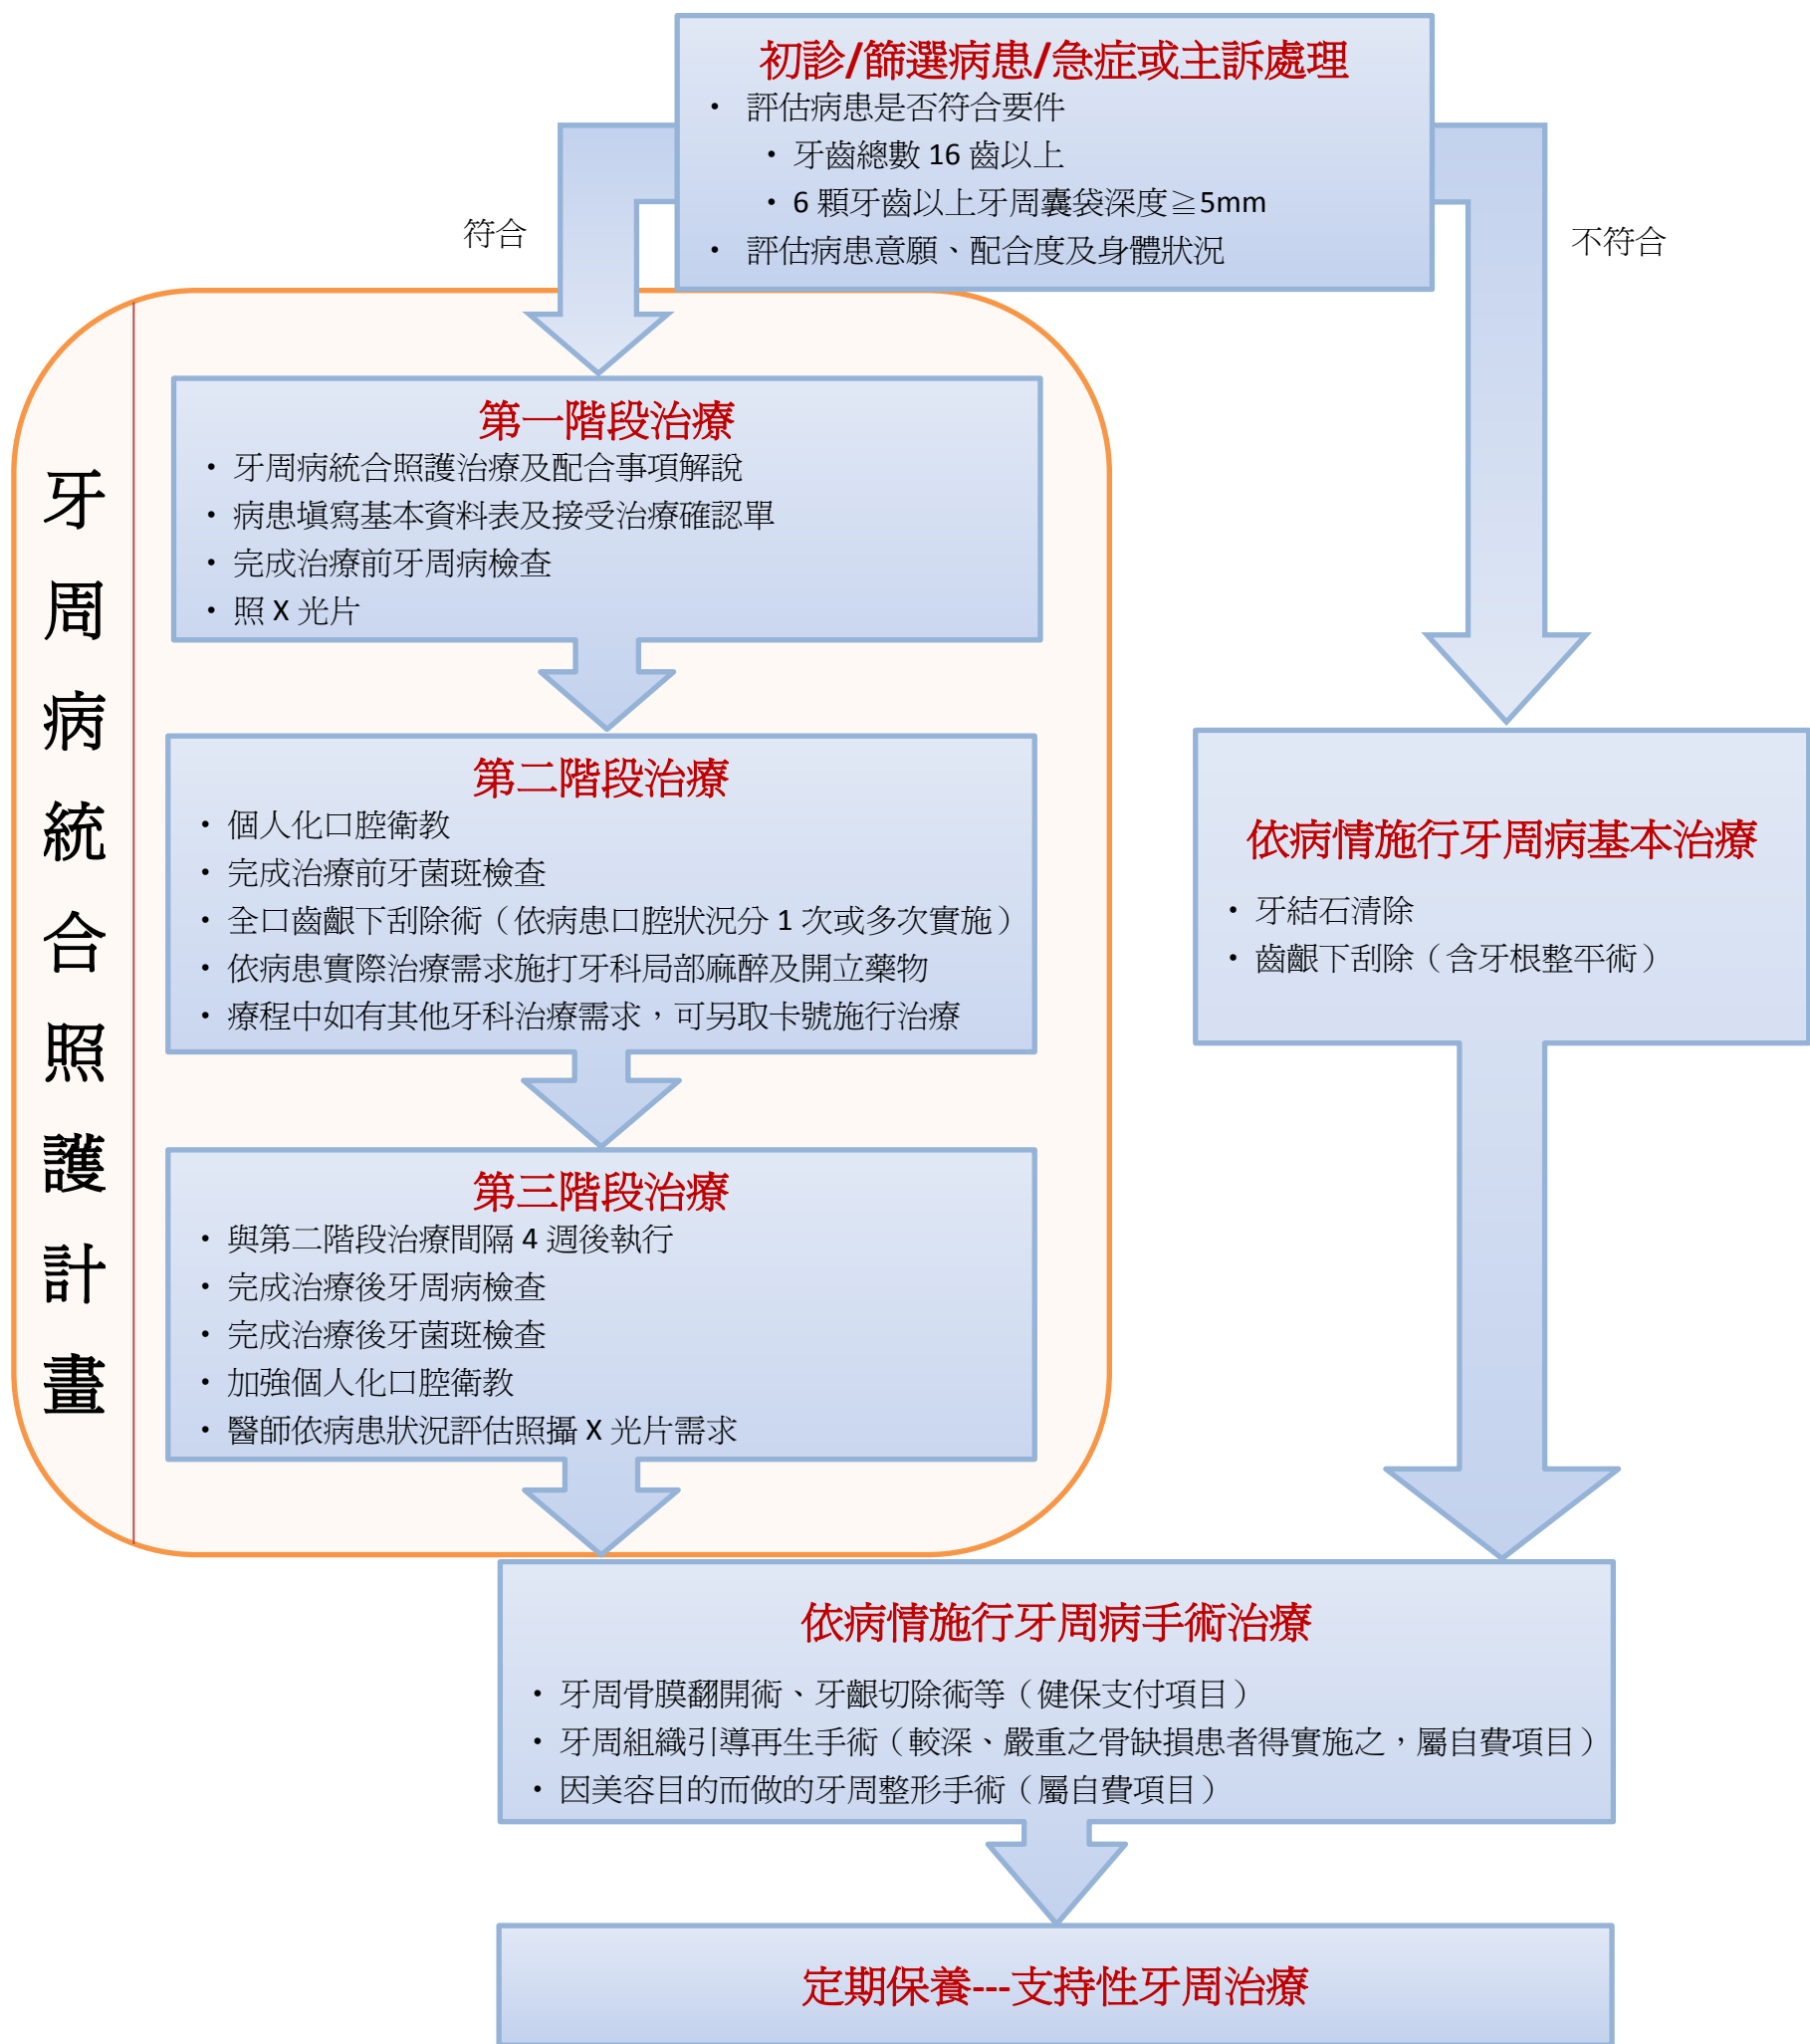 初診/篩選病患/急症或主訴處理
• 評估病患是否符合要件
• 牙齒總數 16 齒以上
• 6 顆牙齒以上牙周囊袋深度≧5mm
• 評估病患意願、配合度及身體狀況
符合
不符合
牙周病統合照護計畫
第一階段治療
• 牙周病統合照護治療及配合事項解說
• 病患填寫基本資料表及接受治療確認單
• 完成治療前牙周病檢查
• 照 X 光片
第二階段治療
• 個人化口腔衛教
• 完成治療前牙菌斑檢查
• 全口齒齦下刮除術（依病患口腔狀況分 1 次或多次實施）
• 依病患實際治療需求施打牙科局部麻醉及開立藥物
• 療程中如有其他牙科治療需求，可另取卡號施行治療
依病情施行牙周病基本治療
• 牙結石清除
• 齒齦下刮除（含牙根整平術）
第三階段治療
• 與第二階段治療間隔 4 週後執行
• 完成治療後牙周病檢查
• 完成治療後牙菌斑檢查
• 加強個人化口腔衛教
• 醫師依病患狀況評估照攝 X 光片需求
依病情施行牙周病手術治療
• 牙周骨膜翻開術、牙齦切除術等（健保支付項目）
• 牙周組織引導再生手術（較深、嚴重之骨缺損患者得實施之，屬自費項目）
• 因美容目的而做的牙周整形手術（屬自費項目）
定期保養---支持性牙周治療